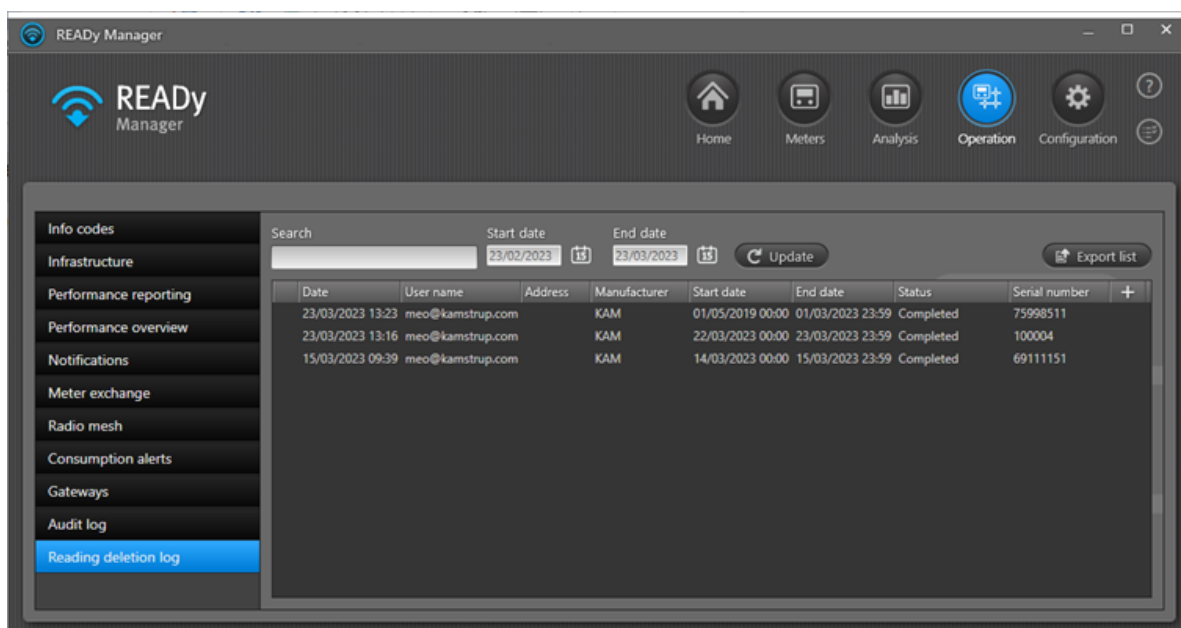 READy Manager
READy
Manager
Home Meters Analysis Operation Configuration
?
Info codes
Infrastructure
Performance reporting
Performance overview
Notifications
Meter exchange
Radio mesh
Consumption alerts
Gateways
Audit log
Reading deletion log
Search Start date End date
23/02/2023 15 23/03/2023 15 Update Export list
Date User name Address Manufacturer Start date End date Status Serial number +
23/03/2023 13:23 meo@kamstrup.com KAM 01/05/2019 00:00 01/03/2023 23:59 Completed 75998511
23/03/2023 13:16 meo@kamstrup.com KAM 22/03/2023 00:00 23/03/2023 23:59 Completed 100004
15/03/2023 09:39 meo@kamstrup.com KAM 14/03/2023 00:00 15/03/2023 23:59 Completed 69111151